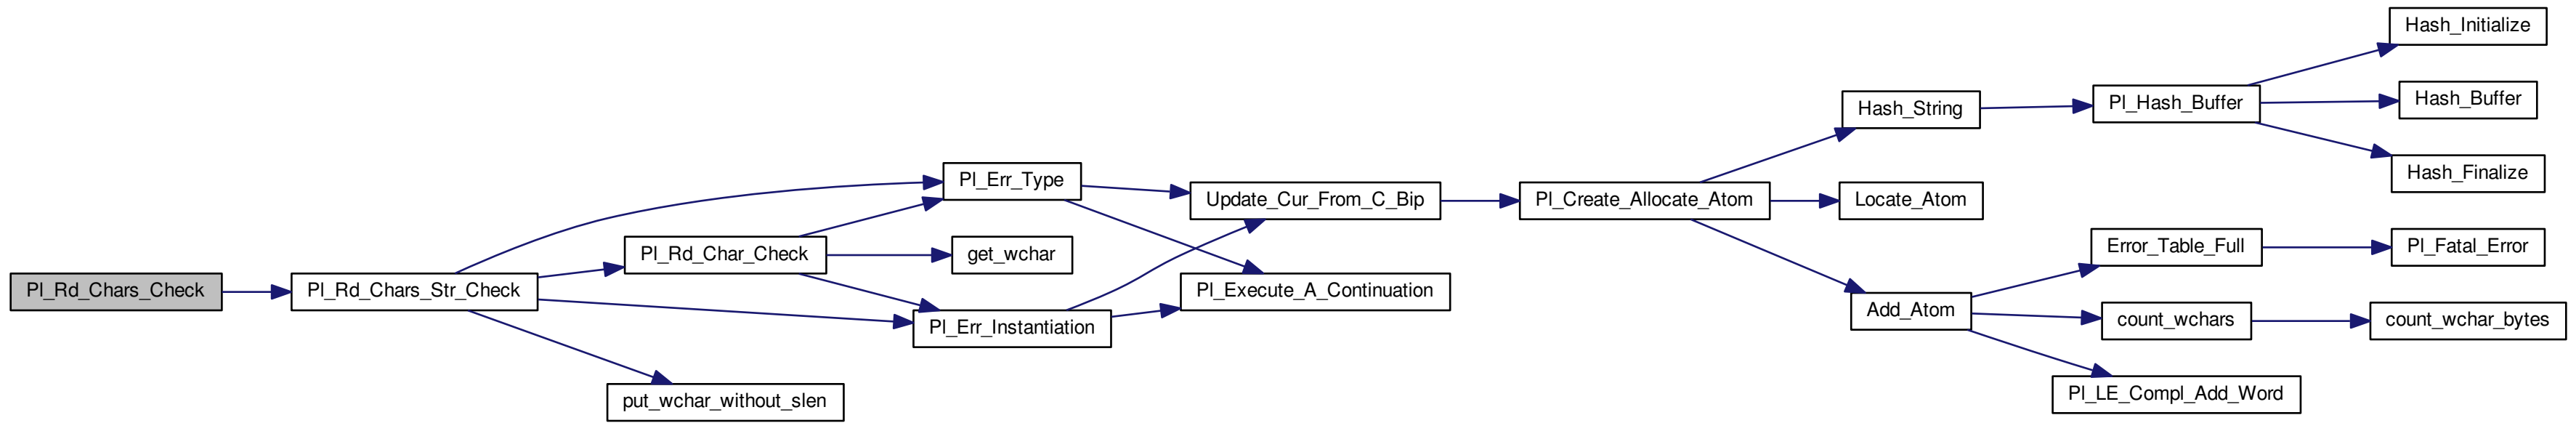 Pl_Rd_Chars_Check
Pl_Rd_Chars_Str_Check
Pl_Rd_Char_Check
put_wchar_without_slen
Pl_Err_Type
get_wchar
Pl_Err_Instantiation
Update_Cur_From_C_Bip
Pl_Execute_A_Continuation
Pl_Create_Allocate_Atom
Hash_String
Locate_Atom
Add_Atom
Pl_Hash_Buffer
Error_Table_Full
count_wchars
Pl_LE_Compl_Add_Word
Hash_Initialize
Hash_Buffer
Hash_Finalize
Pl_Fatal_Error
count_wchar_bytes